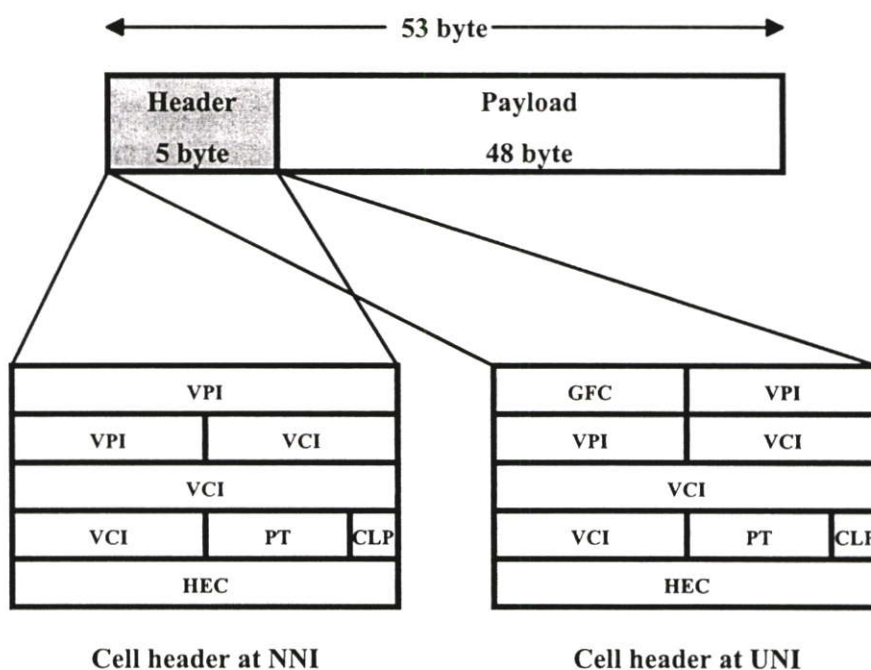 53 byte
Header Payload
5 byte 48 byte
VPI
VPI VCI
VCI
VCI PT CLP
HEC
Cell header at NNI
GFC VPI
VPI VCI
VCI
VCI PT CLP
HEC
Cell header at UNI